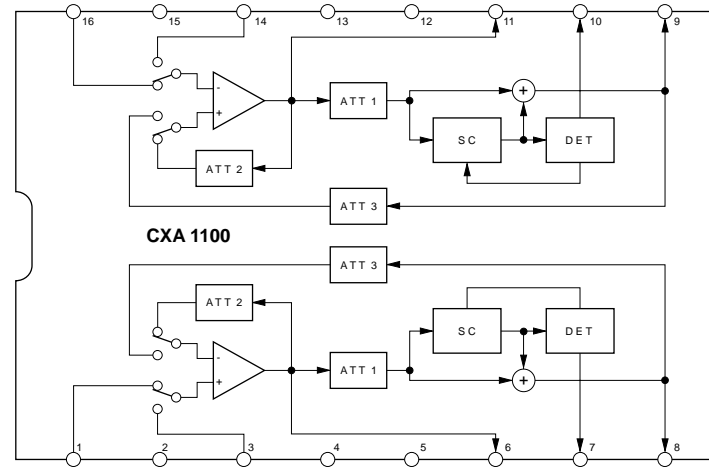 16 15 14 13 12 11 10 9
-
+
ATT 1
+
SC
DET
ATT 2
ATT 3
CXA 1100
ATT 3
ATT 2
SC
DET
-
+
ATT 1
+
1 2 3 4 5 6 7 8